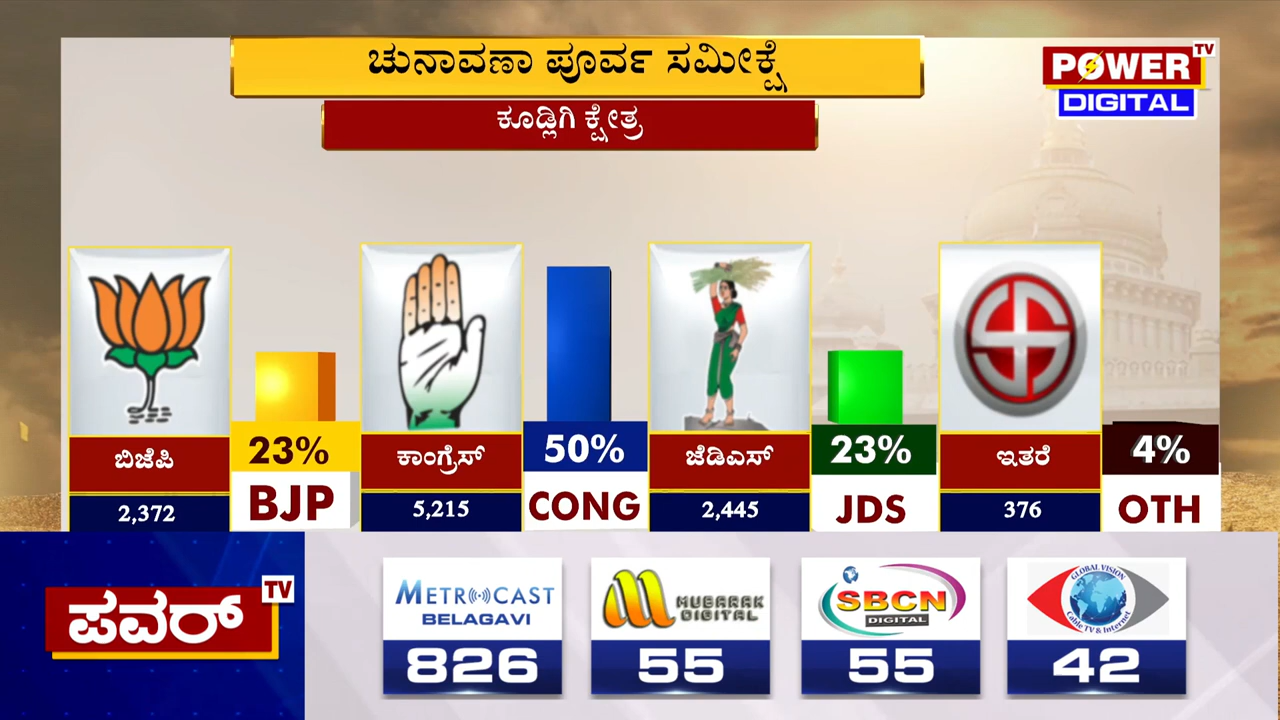 ಚುನಾವಣಾ ಪೂರ್ವ ಸಮೀಕ್ಷೆ
ಕೂಡ್ಲಿಗಿ ಕ್ಷೇತ್ರ
POWER TV
DIGITAL
ಬಿಜೆಪಿ
2,372
23%
BJP
ಕಾಂಗ್ರೆಸ್
5,215
50%
CONG
ಜೆಡಿಎಸ್
2,445
23%
JDS
ಇತರೆ
376
4%
OTH
ಪವರ್ TV
METROCAST
BELAGAVI
826
MUBARAK
DIGITAL
55
SBCN
DIGITAL
55
GLOBAL VISION
Cable TV & Internet
42